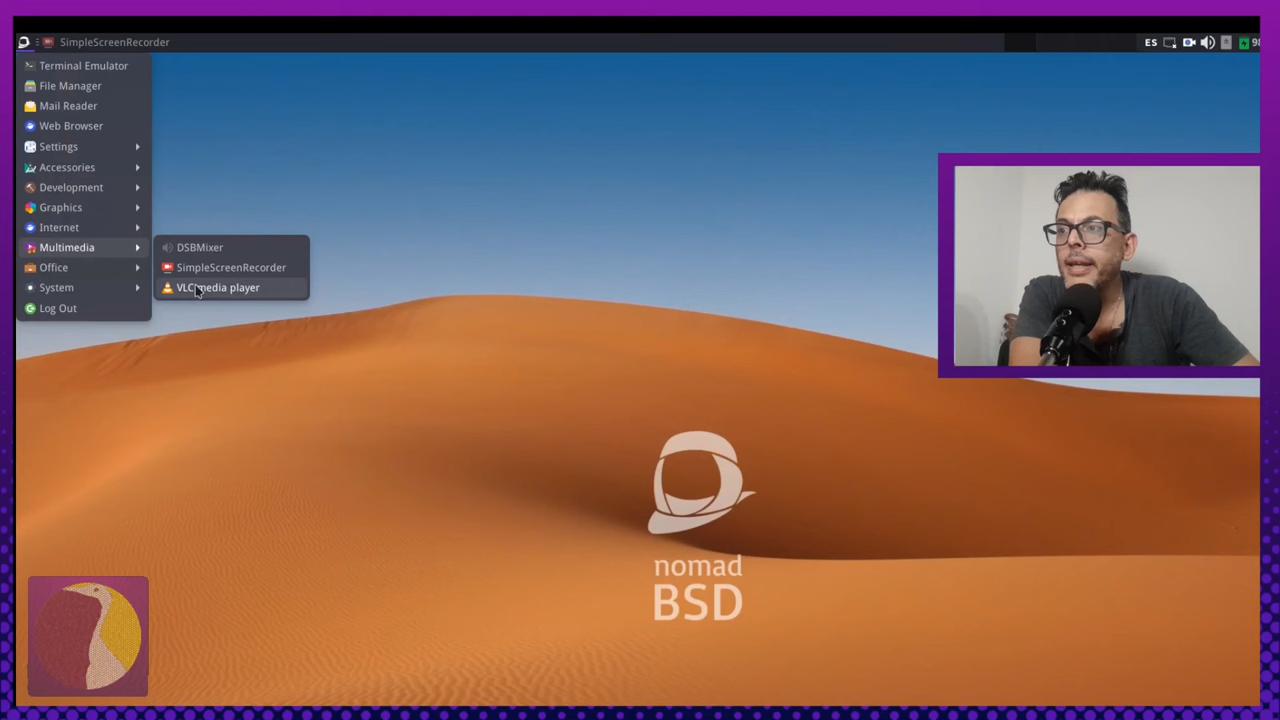 SimpleScreenRecorder
ES
98
Terminal Emulator
File Manager
Mail Reader
Web Browser
Settings
Accessories
Development
Graphics
Internet
Multimedia
Office
System
Log Out
DSBMixer
SimpleScreenRecorder
VLC media player
nomad
BSD